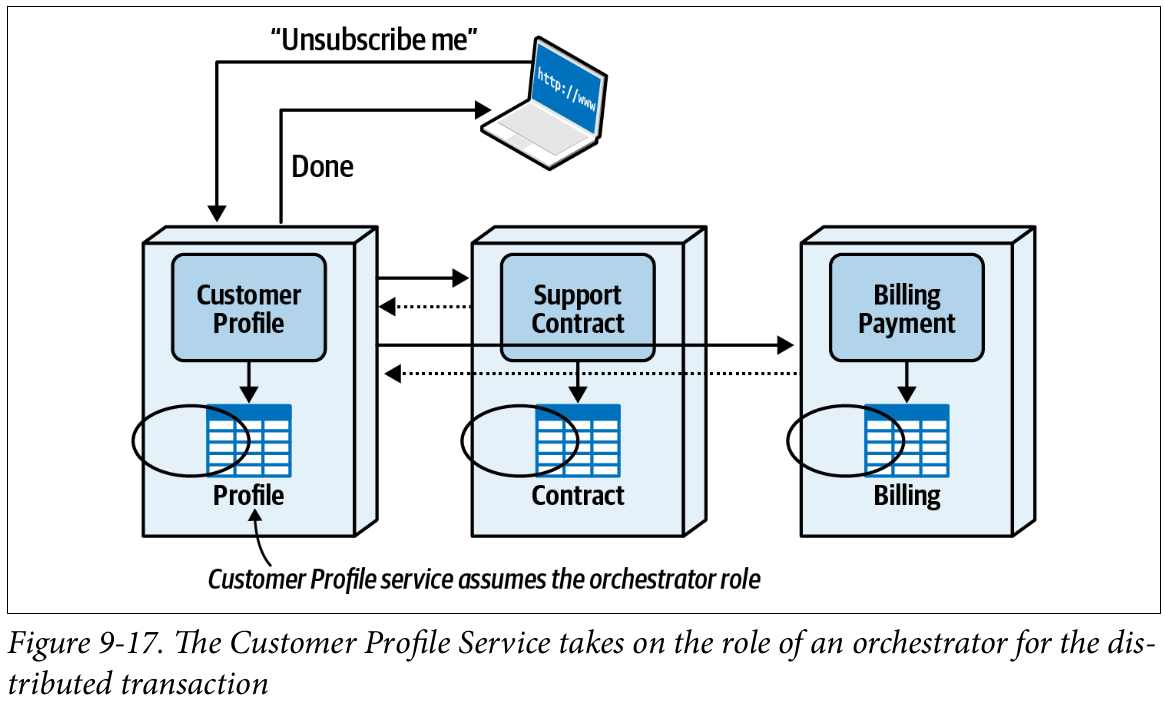 “Unsubscribe me”
http://www
Done
Customer
Profile
Support
Contract
Billing
Payment
Profile
Contract
Billing
Customer Profile service assumes the orchestrator role
Figure 9-17. The Customer Profile Service takes on the role of an orchestrator for the dis-
tributed transaction